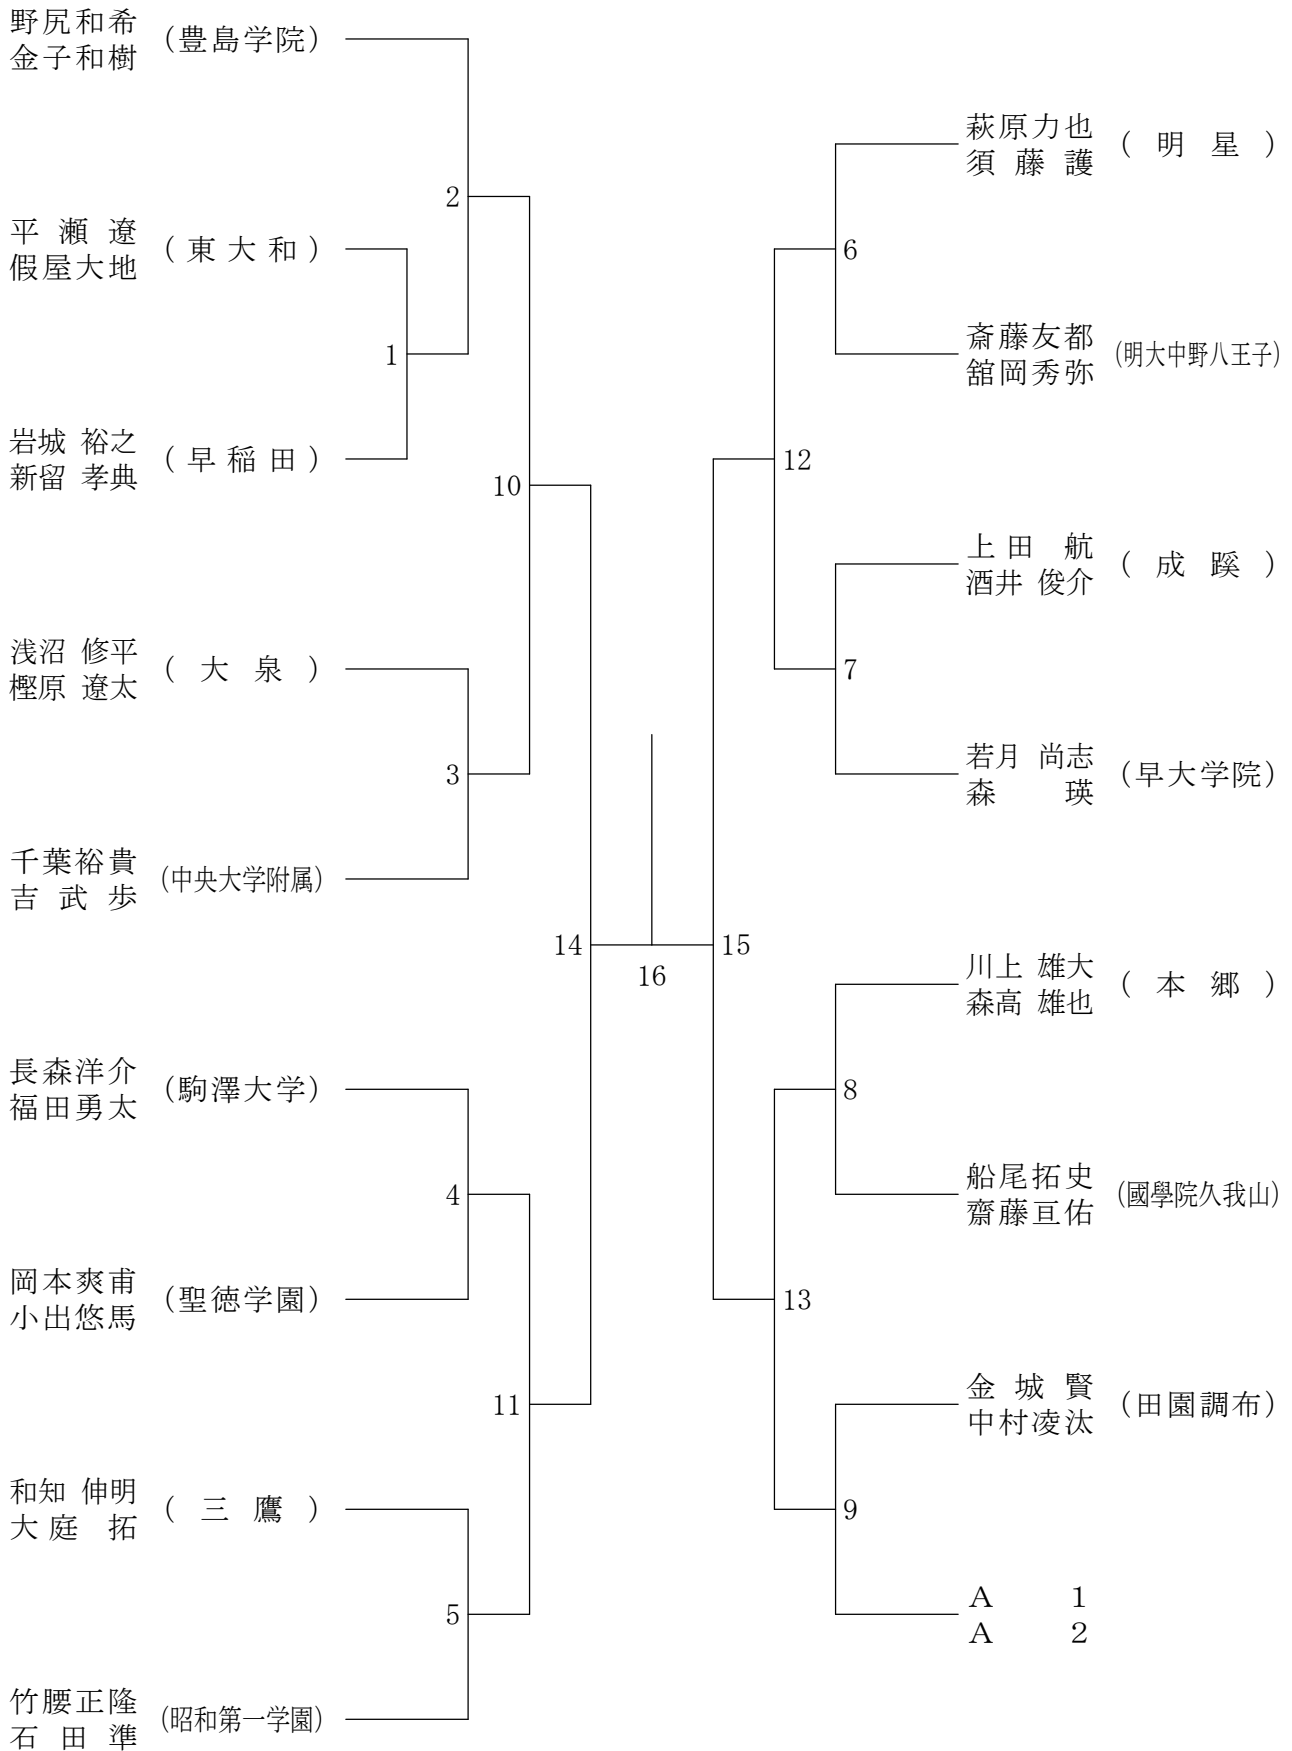 野尻和希
金子和樹
(豊島学院)
平瀬遼
假屋大地
(東大和)
岩城 裕之
新留 孝典
(早稲田)
浅沼 修平
樫原 遼太
(大泉)
千葉裕貴
吉武歩
(中央大学附属)
長森洋介
福田勇太
(駒澤大学)
岡本爽甫
小出悠馬
(聖徳学園)
和知 伸明
大庭 拓
(三鷹)
竹腰正隆
石田準
(昭和第一学園)
2
1
10
3
14
4
11
5
16
萩原力也
須藤護
(明星)
斎藤友都
舘岡秀弥
(明大中野八王子)
上田 航
酒井 俊介
(成蹊)
若月 尚志
森 瑛
(早大学院)
川上 雄大
森高 雄也
(本郷)
船尾拓史
齋藤亘佑
(國學院久我山)
金城賢
中村凌汰
(田園調布)
A 1
A 2
6
12
7
15
8
13
9